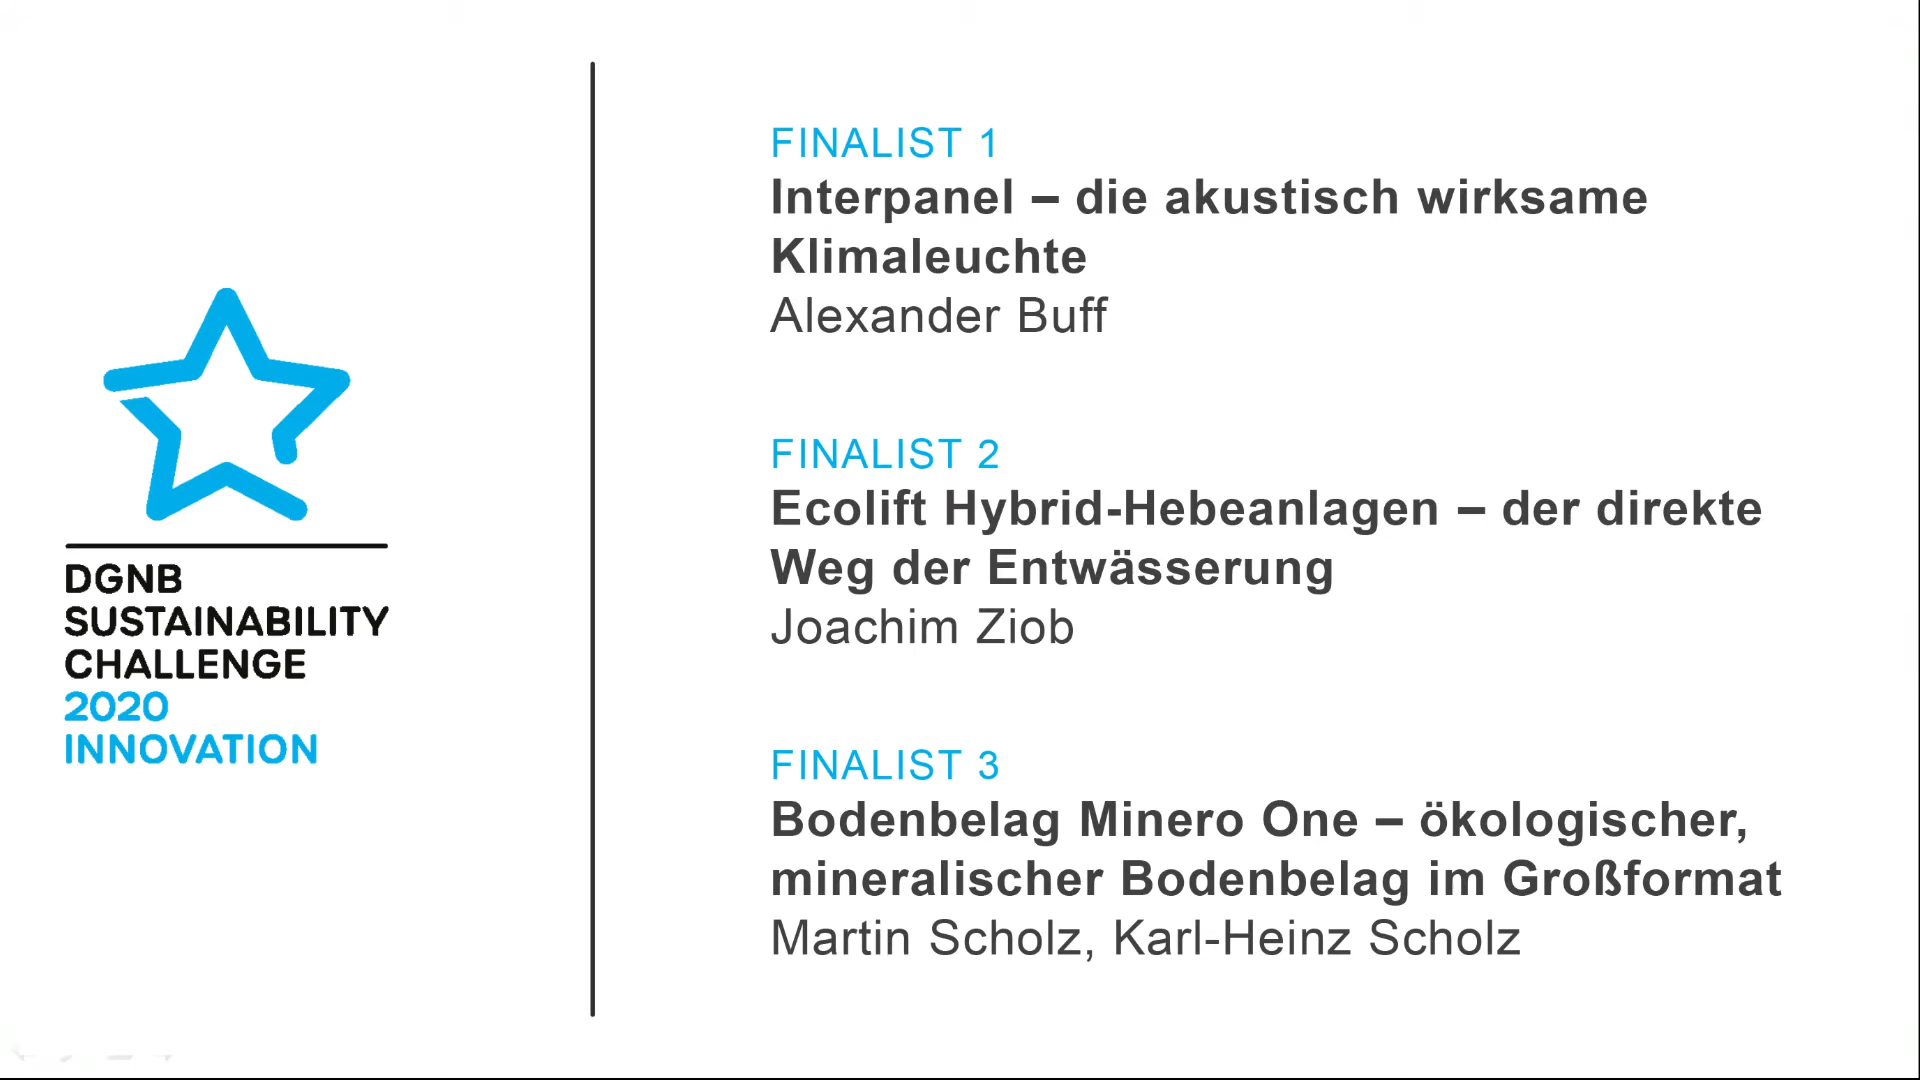 DGNB
SUSTAINABILITY
CHALLENGE
2020
INNOVATION
FINALIST 1
Interpanel – die akustisch wirksame
Klimaleuchte
Alexander Buff
FINALIST 2
Ecolift Hybrid-Hebeanlagen – der direkte
Weg der Entwässerung
Joachim Ziob
FINALIST 3
Bodenbelag Minero One – ökologischer,
mineralischer Bodenbelag im Großformat
Martin Scholz, Karl-Heinz Scholz